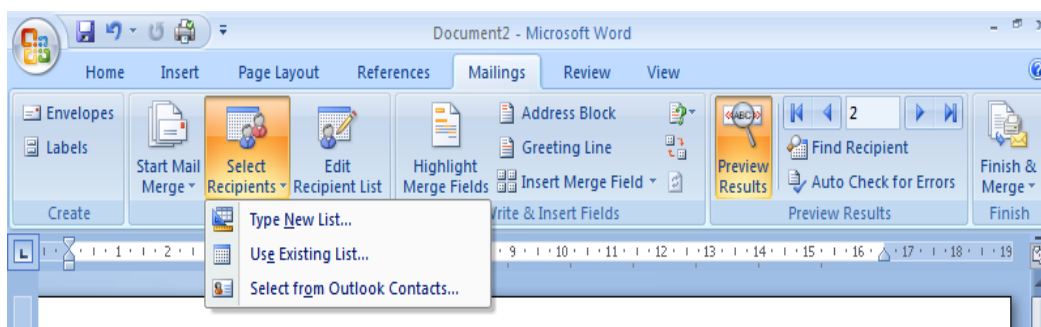 Document2 - Microsoft Word
Home Insert Page Layout References Mailings Review View
Envelopes
Labels
Create
Start Mail
Merge
Select
Recipients
Edit
Recipient List
Highlight
Merge Fields
Address Block
Greeting Line
Insert Merge Field
Write & Insert Fields
«ABC»
Preview
Results
2
Find Recipient
Auto Check for Errors
Preview Results
Finish &
Merge
Finish
Type New List...
Use Existing List...
Select from Outlook Contacts...
L
1 2 9 10 11 12 13 14 15 16 17 18 19